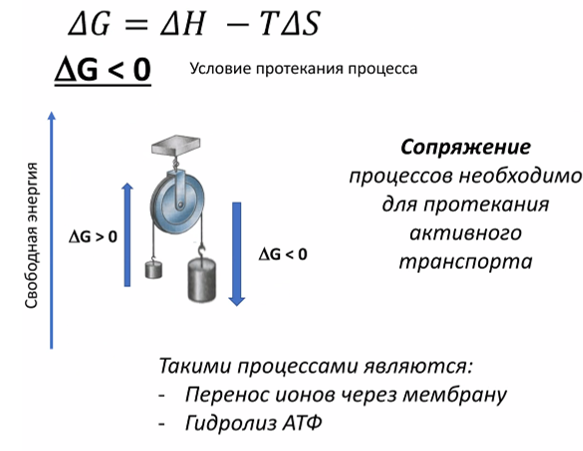 ΔG = ΔH − TΔS
ΔG < 0
Условие протекания процесса
Свободная энергия
ΔG > 0
ΔG < 0
Сопряжение
процессов необходимо
для протекания
активного
транспорта
Такими процессами являются:
- Перенос ионов через мембрану
- Гидролиз АТФ